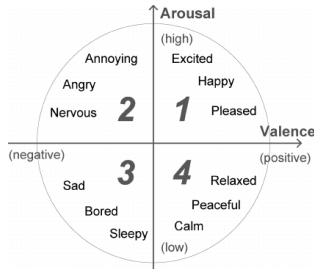 Arousal
(high)
Annoying
Excited
Angry
Happy
Nervous
2
1
Pleased
Valence
(negative)
(positive)
3
4
Sad
Relaxed
Bored
Peaceful
Sleepy
Calm
(low)